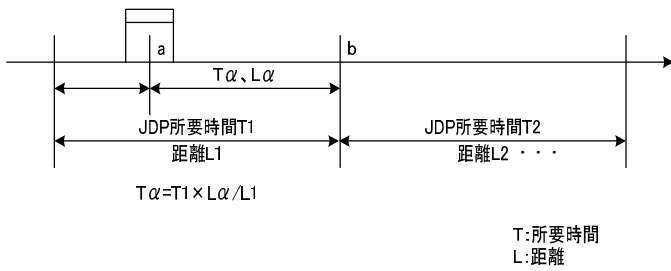 a
b
Tα、Lα
JDP所要時間T1
JDP所要時間T2
距離L1
距離L2 ・・・
Tα=T1×Lα/L1
T:所要時間
L:距離